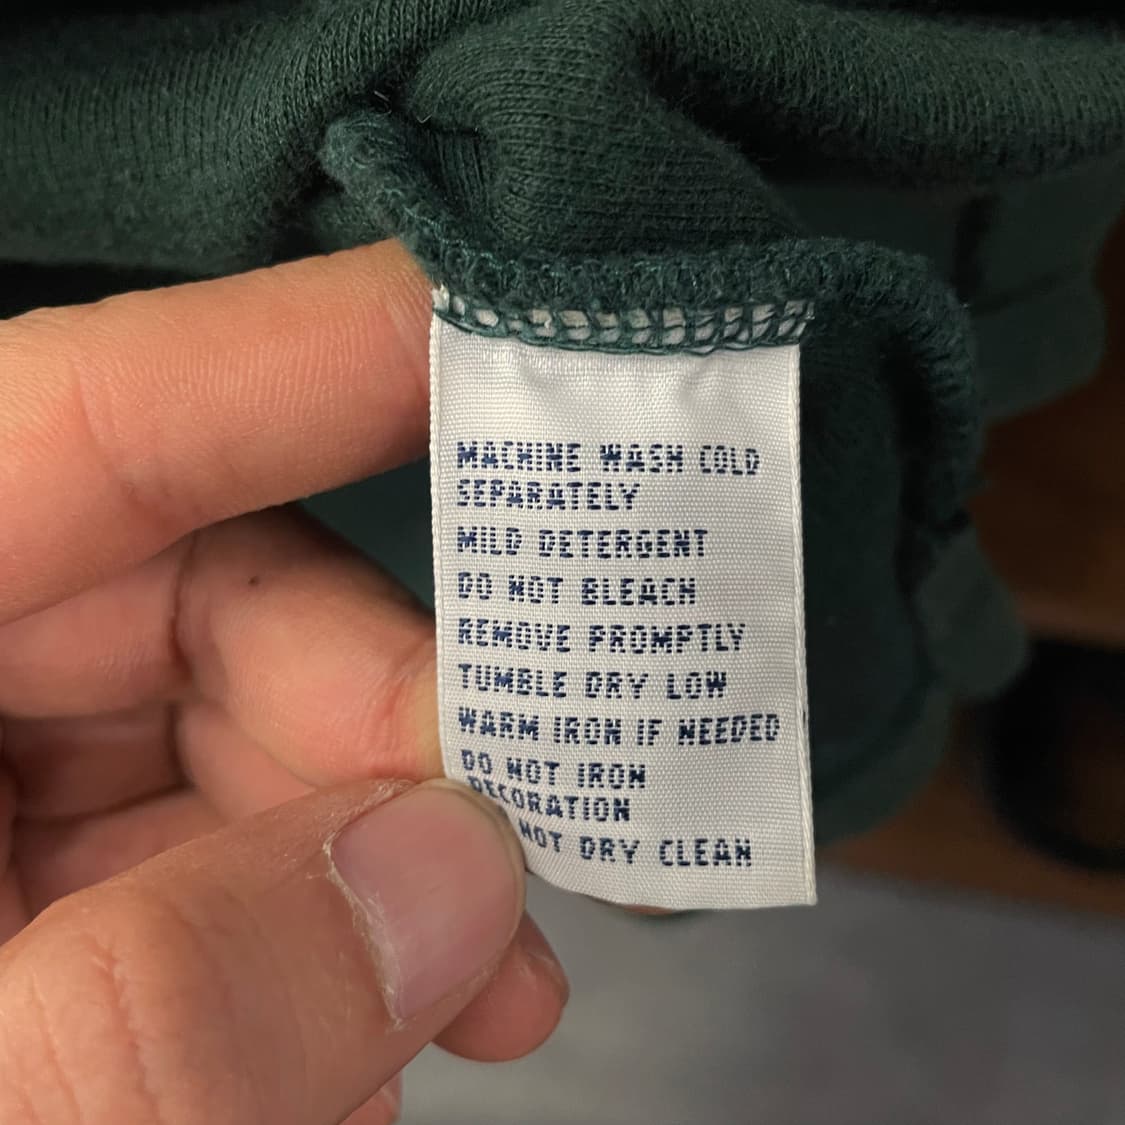 MACHINE WASH COLD
SEPARATELY
MILD DETERGENT
DO NOT BLEACH
REMOVE PROMPTLY
TUMBLE DRY LOW
WARM IRON IF NEEDED
DO NOT IRON
DECORATION
NOT DRY CLEAN